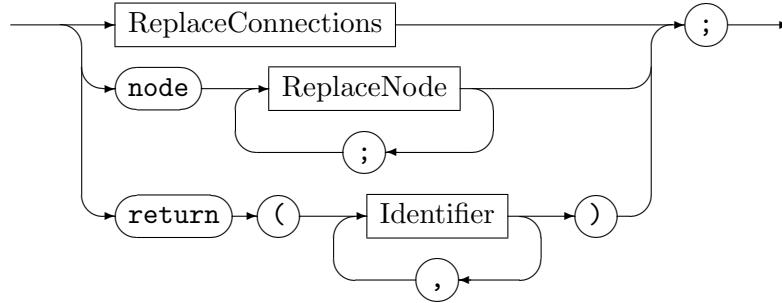 ReplaceConnections ;
node ReplaceNode
;
return ( Identifier )
,